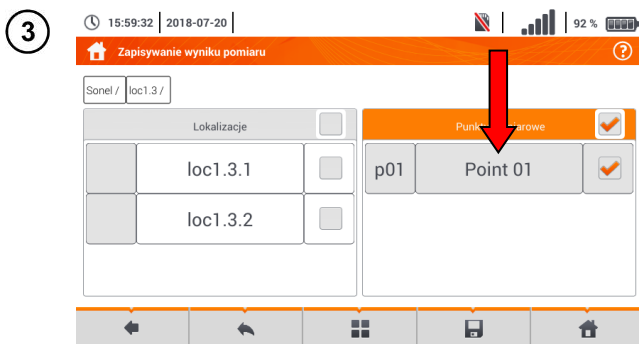 3
15:59:32 2018-07-20 92 %
Zapisywanie wyniku pomiaru ?
Sonel / loc1.3 /
Lokalizacje
loc1.3.1
loc1.3.2
p01 Point 01